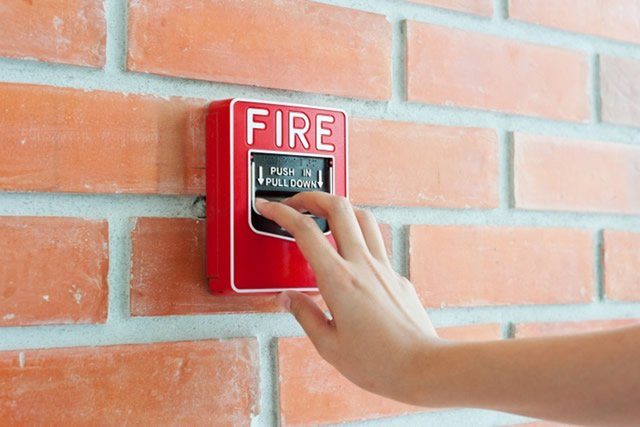 FIRE
PUSH IN
PULL DOWN